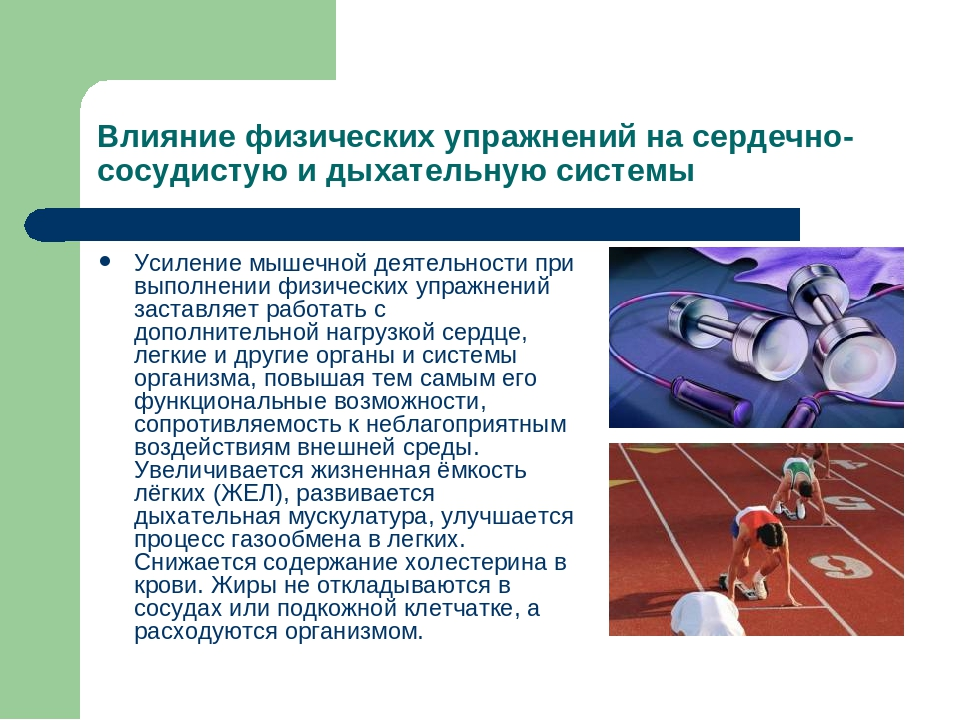 Влияние физических упражнений на сердечно-
сосудистую и дыхательную системы
Усиление мышечной деятельности при
выполнении физических упражнений
заставляет работать с
дополнительной нагрузкой сердце,
легкие и другие органы и системы
организма, повышая тем самым его
функциональные возможности,
сопротивляемость к неблагоприятным
воздействиям внешней среды.
Увеличивается жизненная ёмкость
лёгких (ЖЕЛ), развивается
дыхательная мускулатура, улучшается
процесс газообмена в легких.
Снижается содержание холестерина в
крови. Жиры не откладываются в
сосудах или подкожной клетчатке, а
расходуются организмом.
4
5
6